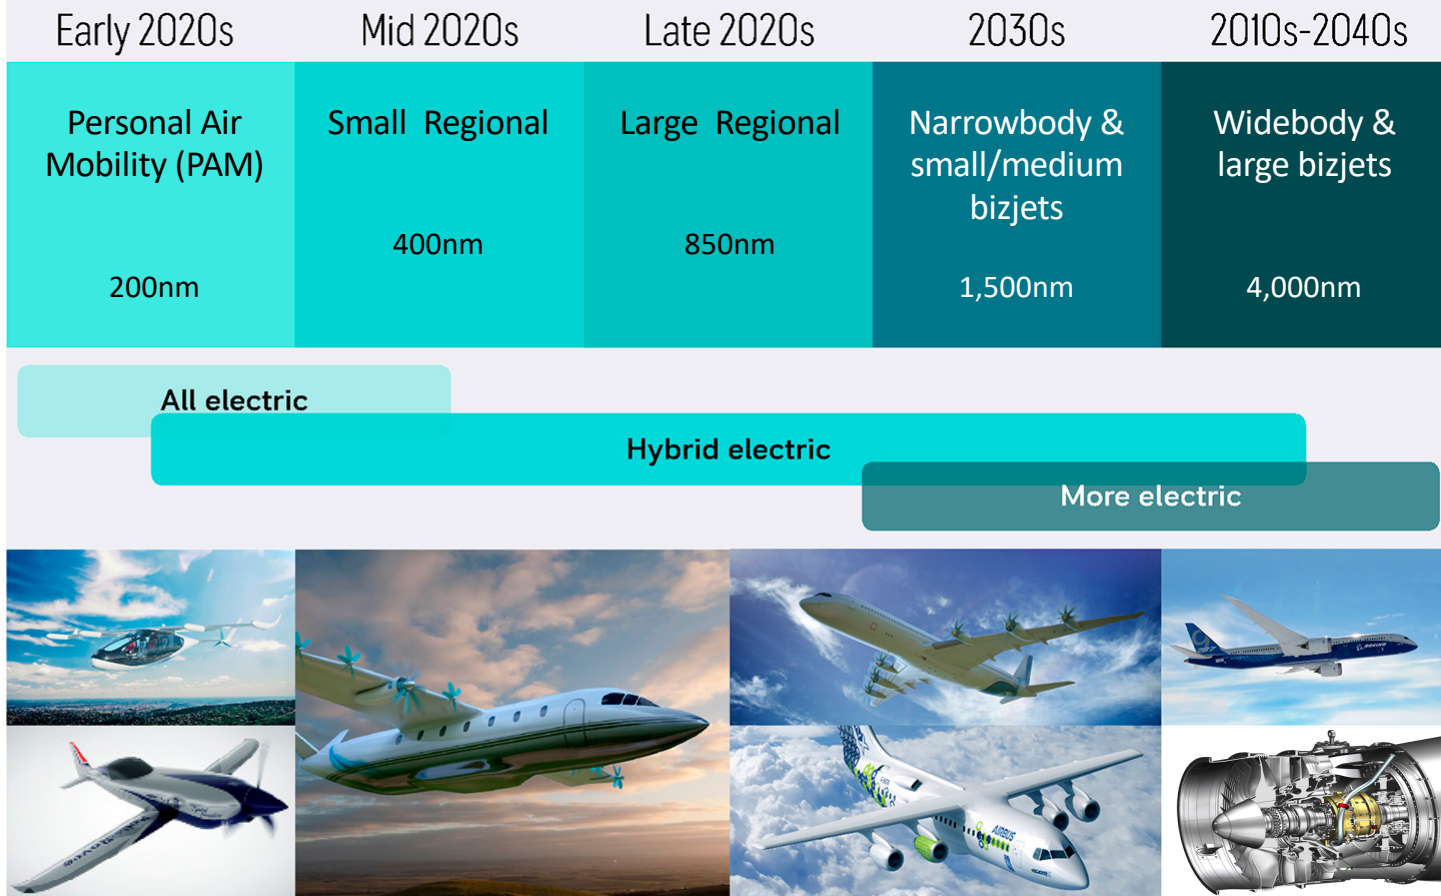 Early 2020s
Mid 2020s
Late 2020s
2030s
2010s-2040s
Personal Air
Mobility (PAM)
200nm
Small Regional
400nm
Large Regional
850nm
Narrowbody &
small/medium
bizjets
1,500nm
Widebody &
large bizjets
4,000nm
All electric
Hybrid electric
More electric
BOEING
AIRBUS